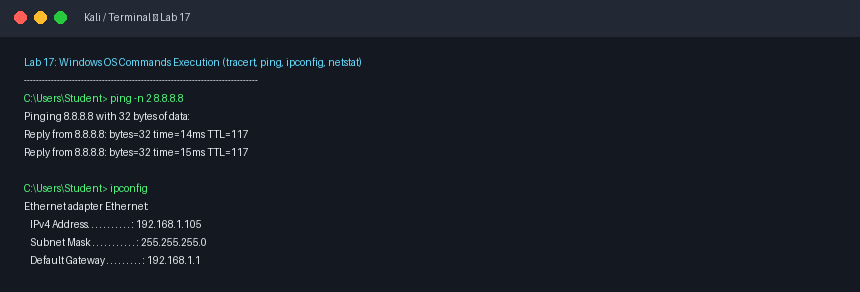 Kali / Terminal □ Lab 17
Lab 17: Windows OS Commands Execution (tracert, ping, ipconfig, netstat)
--------------------------------------------------------------------------------
C:\Users\Student> ping -n 2 8.8.8.8
Pinging 8.8.8.8 with 32 bytes of data:
Reply from 8.8.8.8: bytes=32 time=14ms TTL=117
Reply from 8.8.8.8: bytes=32 time=15ms TTL=117
C:\Users\Student> ipconfig
Ethernet adapter Ethernet:
IPv4 Address. . . . . . . . . . . : 192.168.1.105
Subnet Mask . . . . . . . . . . . : 255.255.255.0
Default Gateway . . . . . . . . . : 192.168.1.1